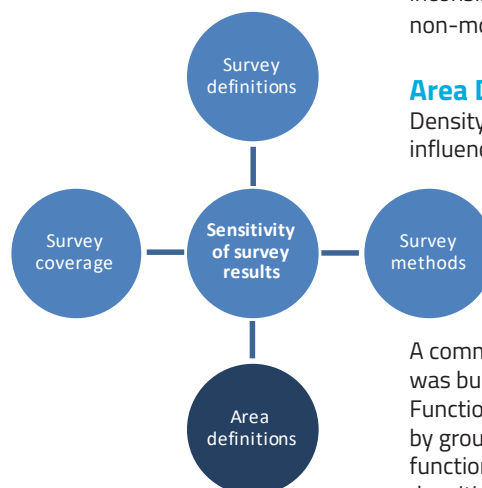 non-mo
Survey
definitions
Area D
Density
influenc
Survey
coverage
Sensitivity
of survey
results
Survey
methods
A comm
was bu
Functio
by grou
function
Area
definitions